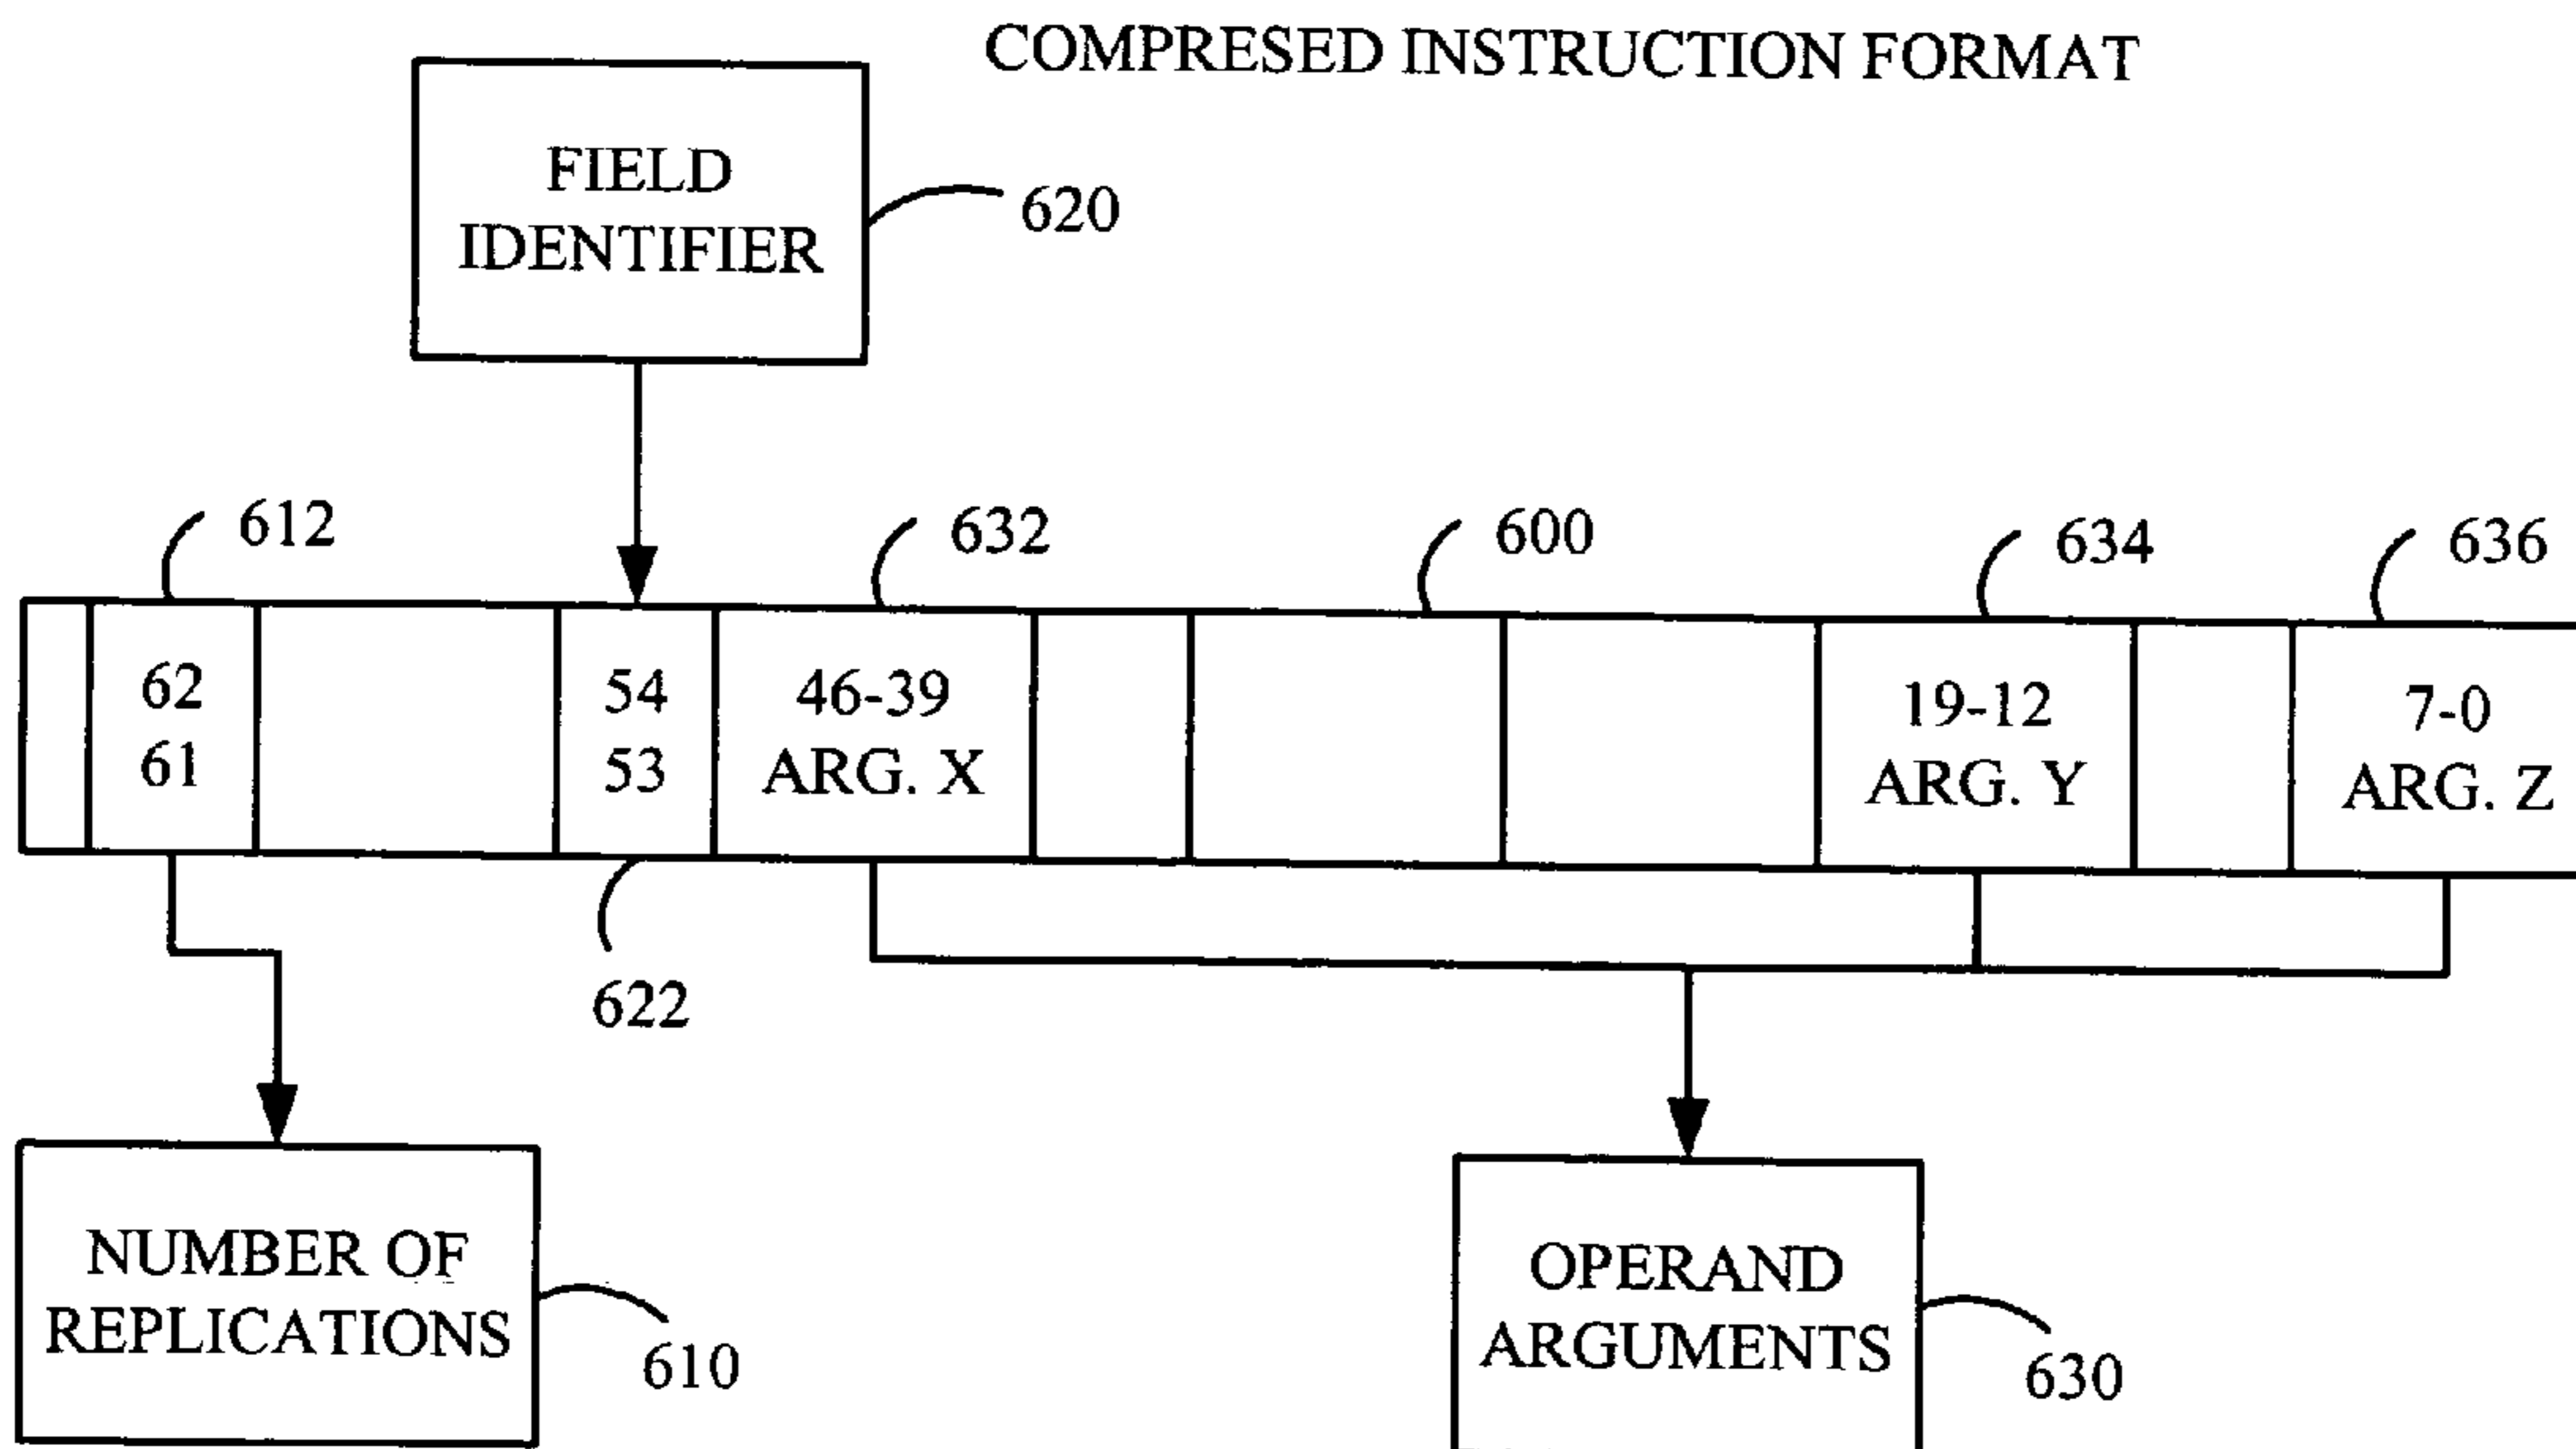 COMPRESED INSTRUCTION FORMAT
FIELD
IDENTIFIER
620
612
632
600
634
636
62
61
54
53
46-39
ARG. X
19-12
ARG. Y
7-0
ARG. Z
622
NUMBER OF
REPLICATIONS
610
OPERAND
ARGUMENTS
630